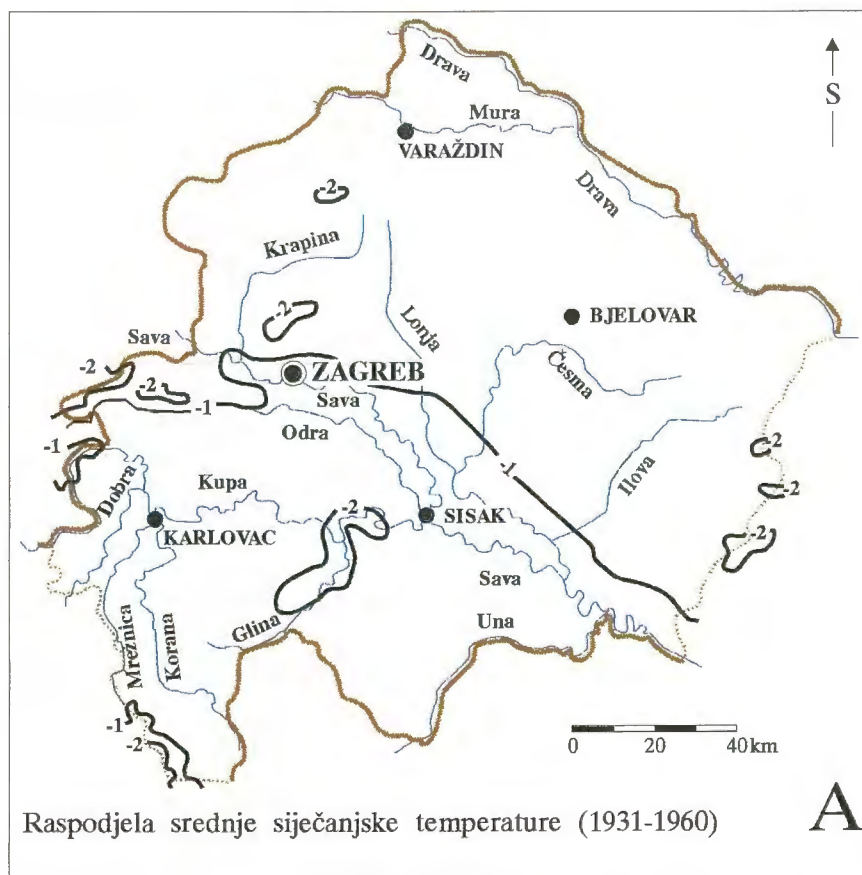 S
Drava
Mura
VARAŽDIN
Drava
-2
Krapina
-2
Lonja
BJELOVAR
Sava
Česma
-2
ZAGREB
-2
Sava
-1
Odra
-1
-1
-2
Ilova
Dobra
Kupa
-2
-2
KARLOVAC
SISAK
-2
Sava
Glina
Una
Mrežnica
Korana
-1
-2
0 20 40 km
Raspodjela srednje siječanjske temperature (1931-1960)
A